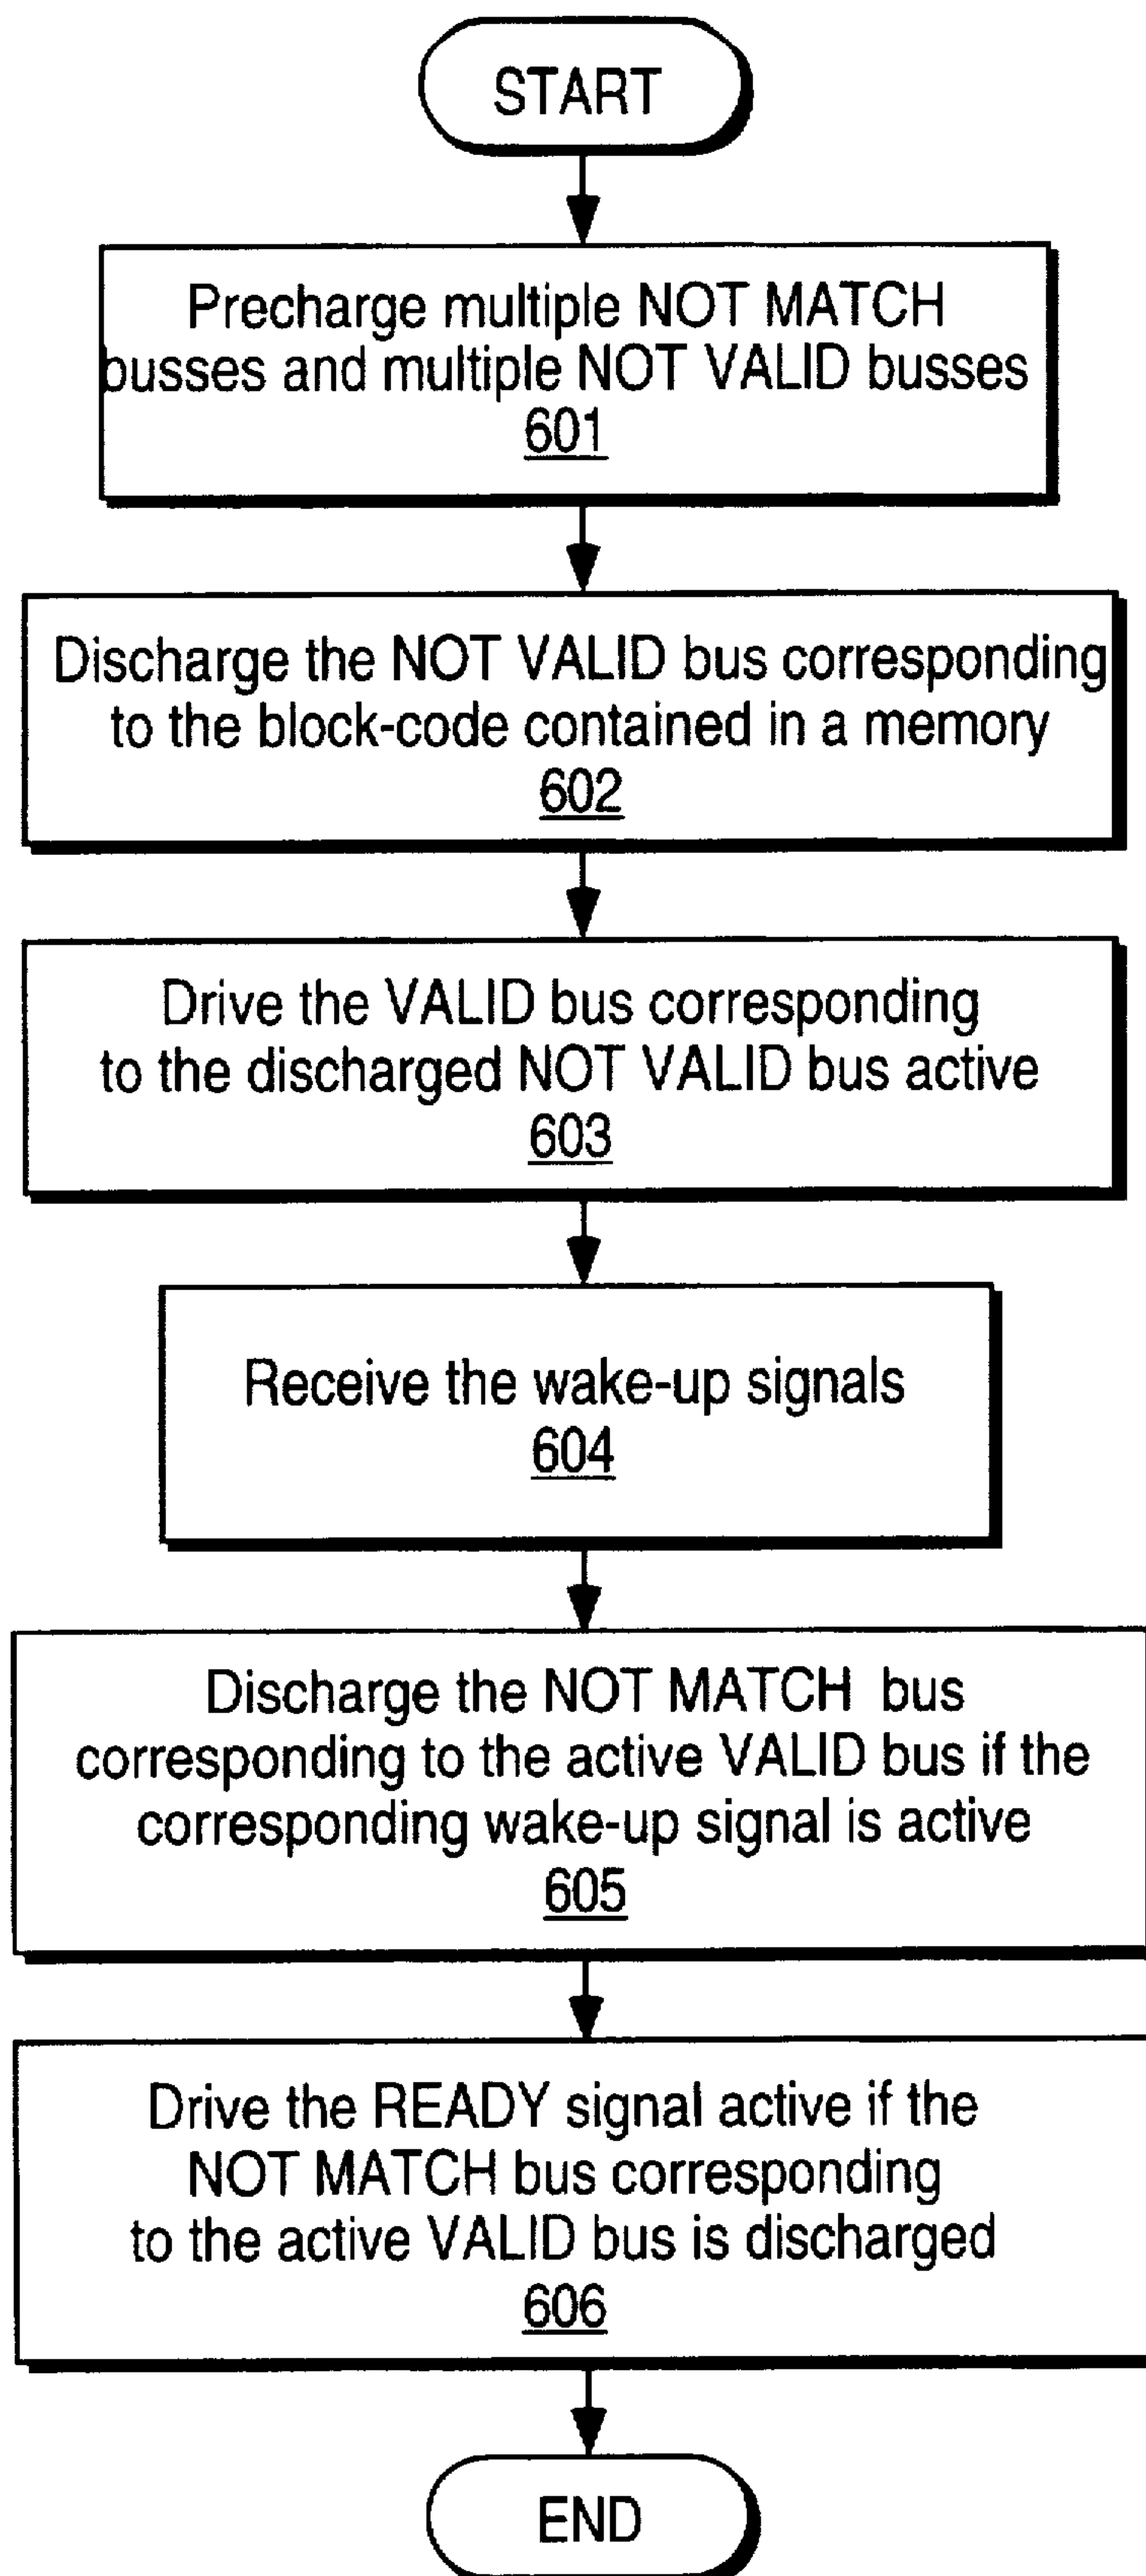 START
Precharge multiple NOT MATCH
busses and multiple NOT VALID busses
601
Discharge the NOT VALID bus corresponding
to the block-code contained in a memory
602
Drive the VALID bus corresponding
to the discharged NOT VALID bus active
603
Receive the wake-up signals
604
Discharge the NOT MATCH bus
corresponding to the active VALID bus if the
corresponding wake-up signal is active
605
Drive the READY signal active if the
NOT MATCH bus corresponding
to the active VALID bus is discharged
606
END